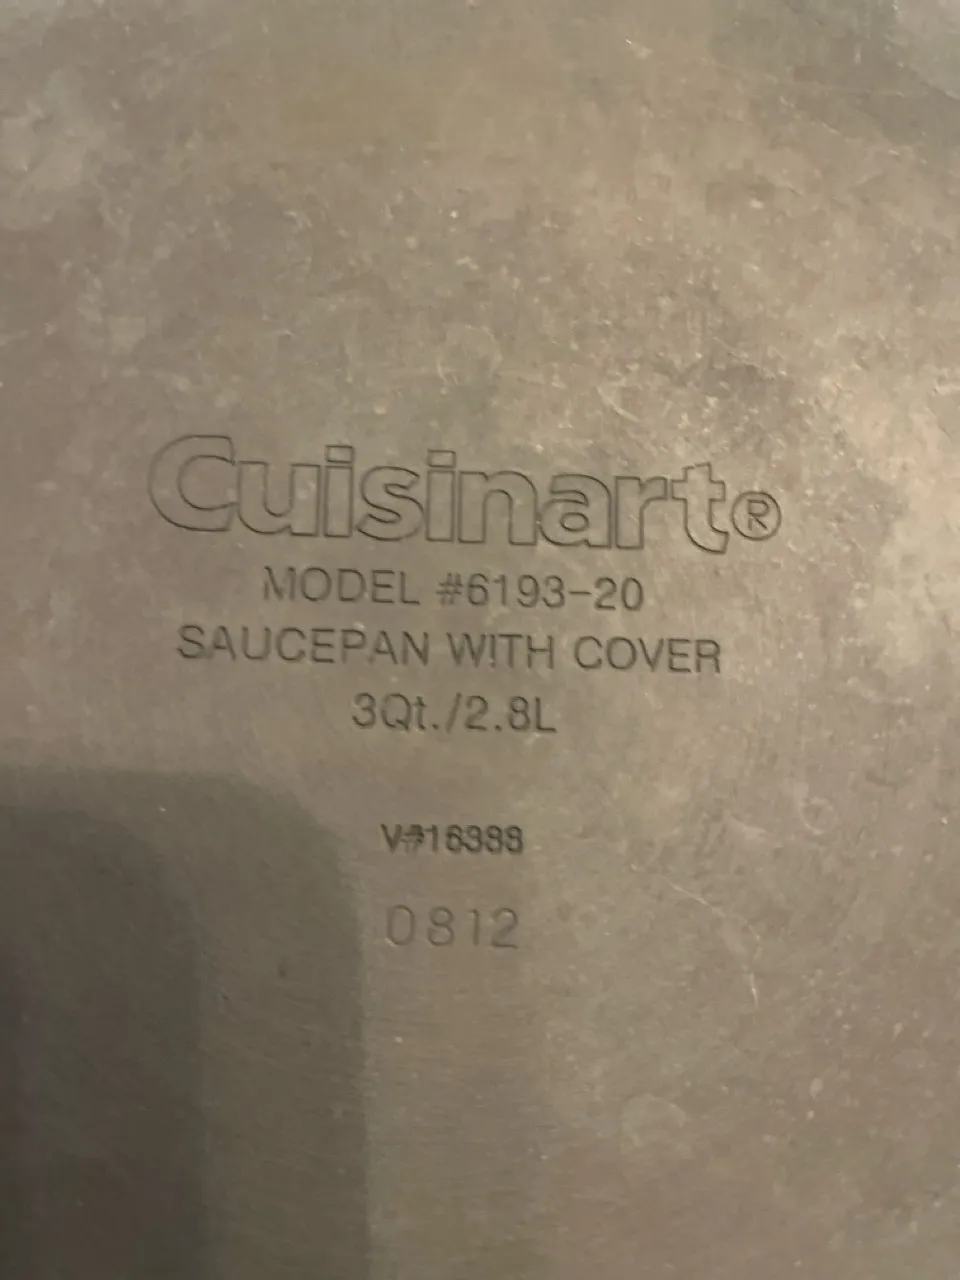 Cuisinart®
MODEL #6193-20
SAUCEPAN WITH COVER
3Qt./2.8L
V#16388
0812